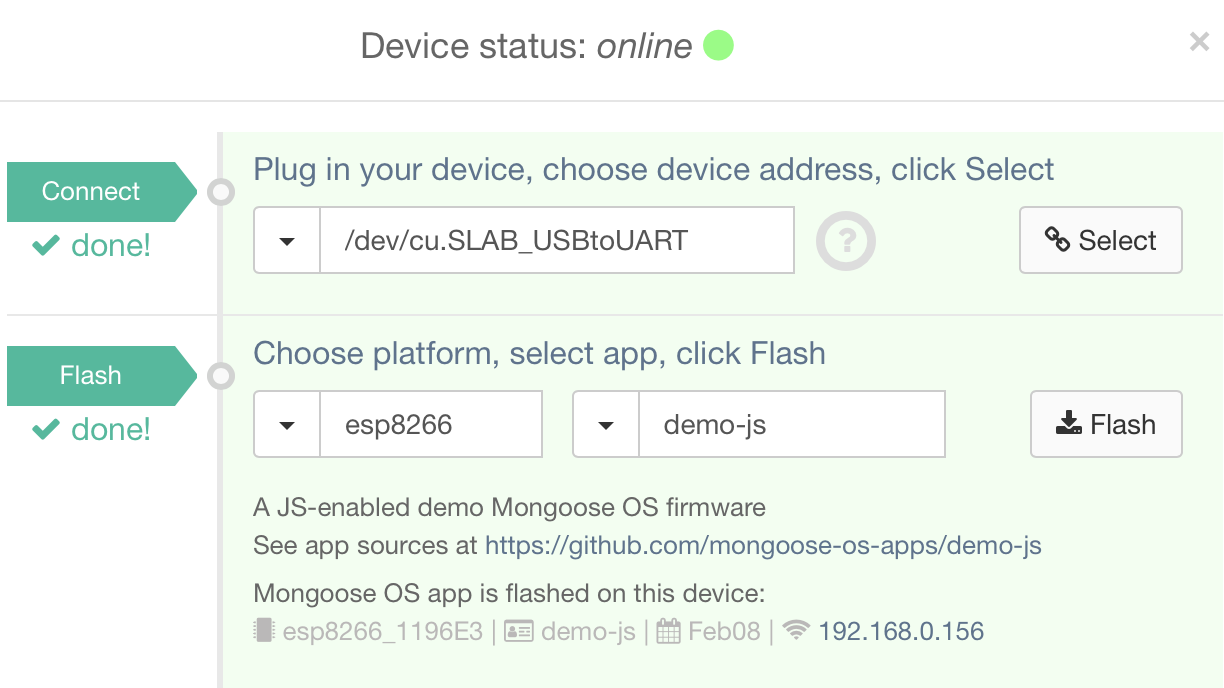 Device status: online
×
Connect
done!
Plug in your device, choose device address, click Select
/dev/cu.SLAB_USBtoUART
?
Select
Flash
done!
Choose platform, select app, click Flash
esp8266
demo-js
Flash
A JS-enabled demo Mongoose OS firmware
See app sources at https://github.com/mongoose-os-apps/demo-js
Mongoose OS app is flashed on this device:
esp8266_1196E3 | demo-js | Feb08 | 192.168.0.156